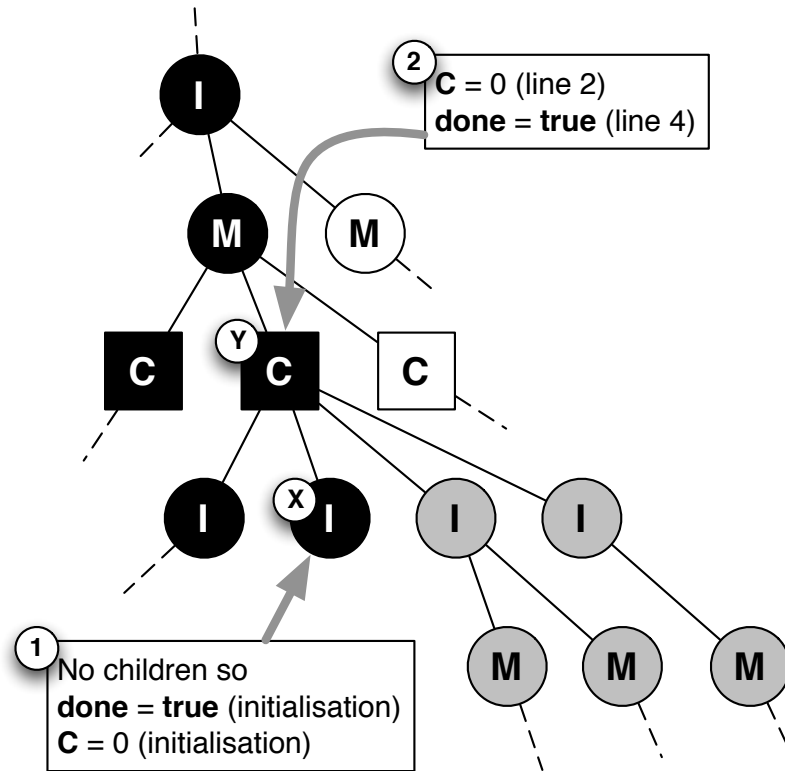 2
I
C = 0 (line 2)
done = true (line 4)
M
M
Y
C
C
C
X
I
I
I
I
1
No children so
done = true (initialisation)
C = 0 (initialisation)
M
M
M